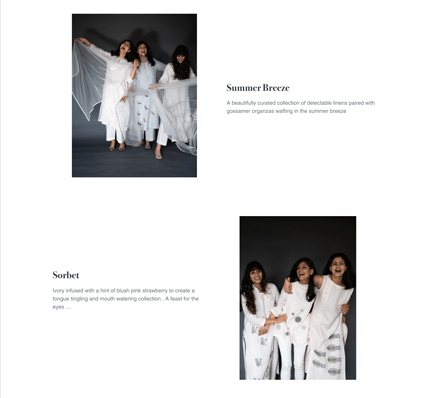 Summer Breeze
A beautifully curated collection of delectable linens paired with
gossamer organzas wafting in the summer breeze
Sorbet
Ivory infused with a hint of blush pink strawberry to create a
tongue tingling and mouth watering collection . A feast for the
eyes ....